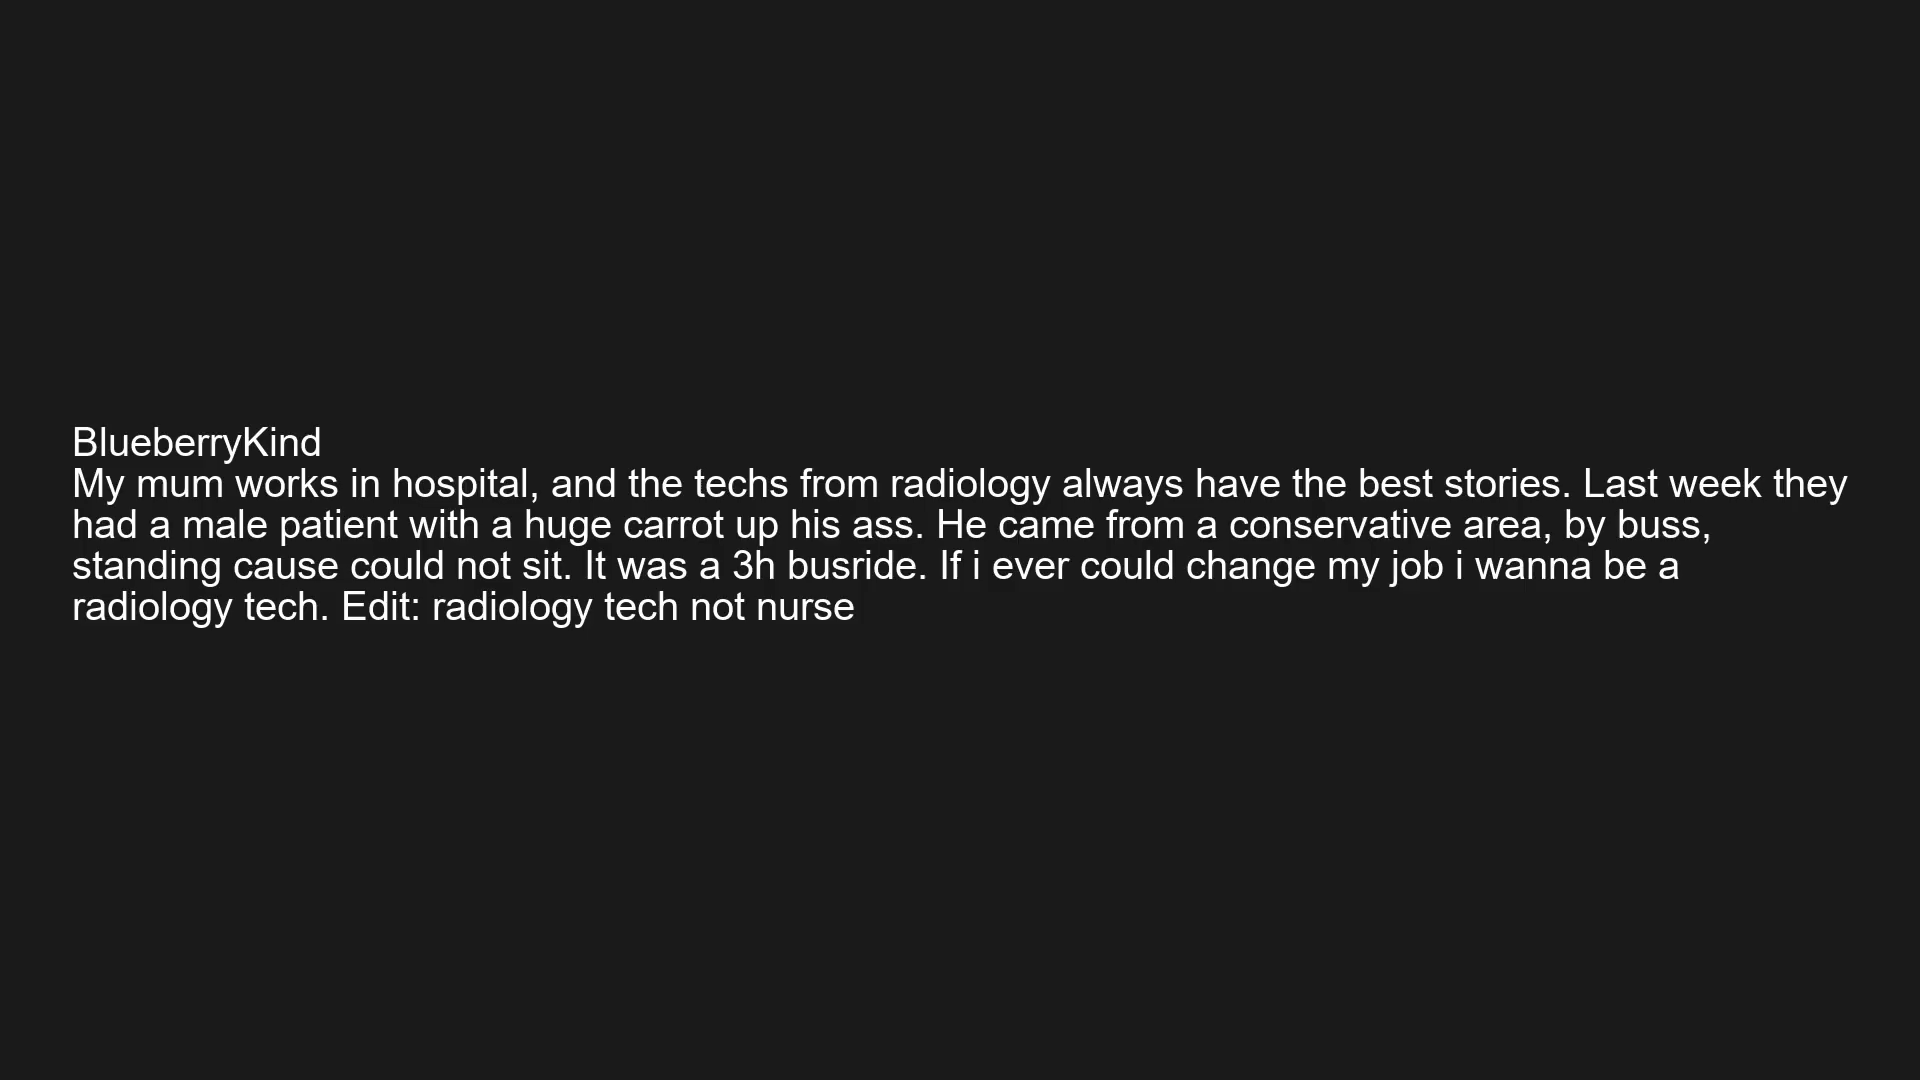 BlueberryKind
My mum works in hospital, and the techs from radiology always have the best stories. Last week they
had a male patient with a huge carrot up his ass. He came from a conservative area, by buss,
standing cause could not sit. It was a 3h busride. If i ever could change my job i wanna be a
radiology tech. Edit: radiology tech not nurse